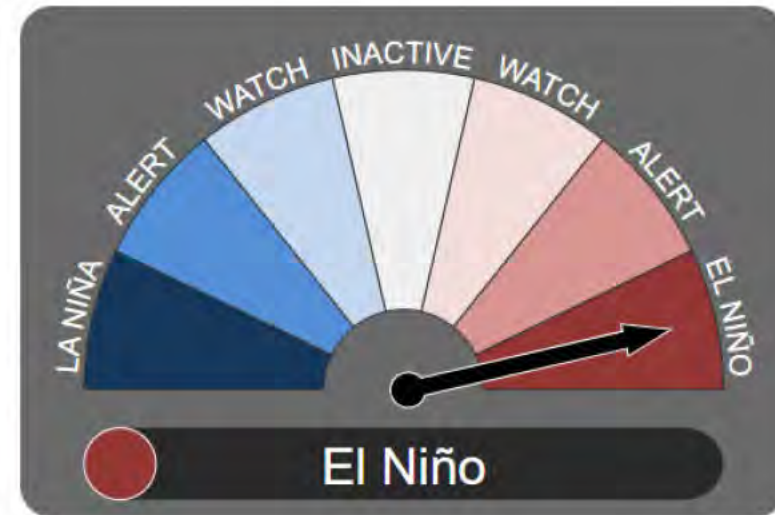 LA NIÑA
ALERT
WATCH
INACTIVE
WATCH
ALERT
EL NIÑO
El Niño